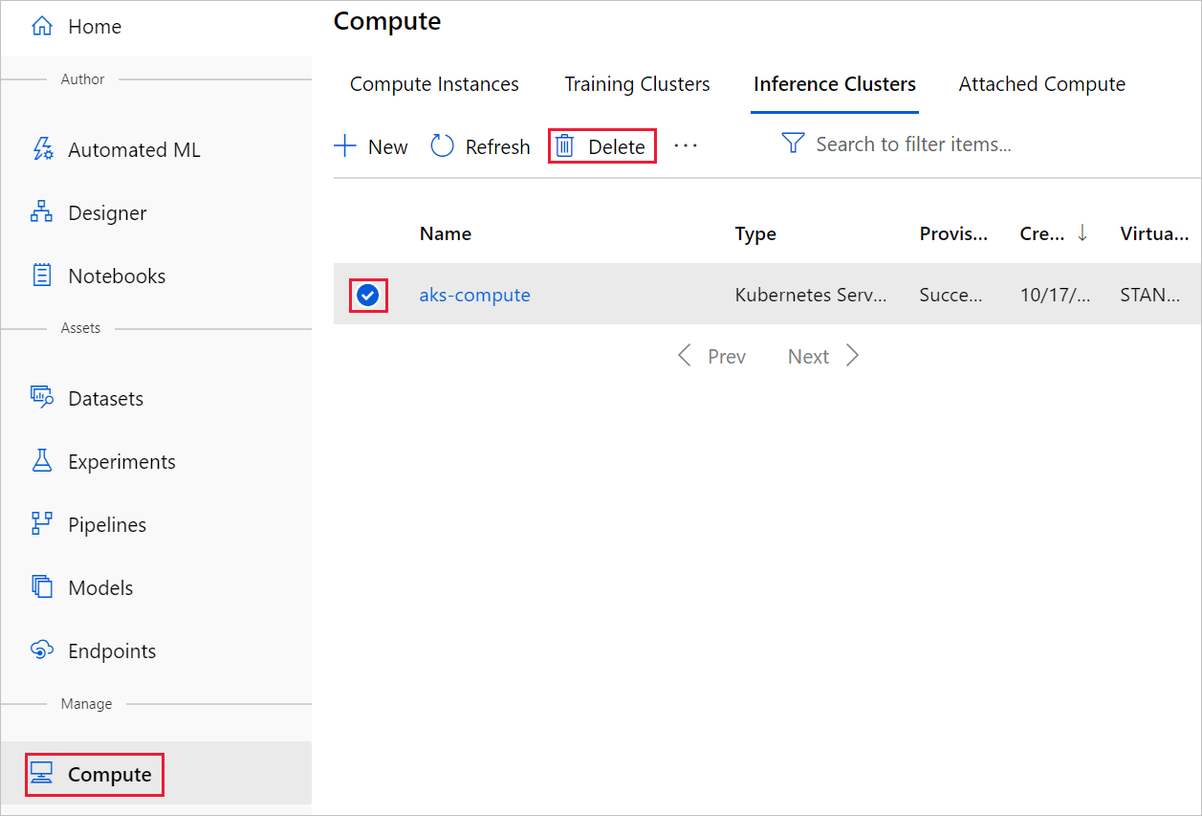 Home
Author
Automated ML
Designer
Notebooks
Assets
Datasets
Experiments
Pipelines
Models
Endpoints
Manage
Compute
Compute
Compute Instances Training Clusters Inference Clusters Attached Compute
New Refresh Delete ... Search to filter items...
Name Type Provis... Cre... ↓ Virtua...
aks-compute Kubernetes Serv... Succe... 10/17/... STAN...
Prev Next